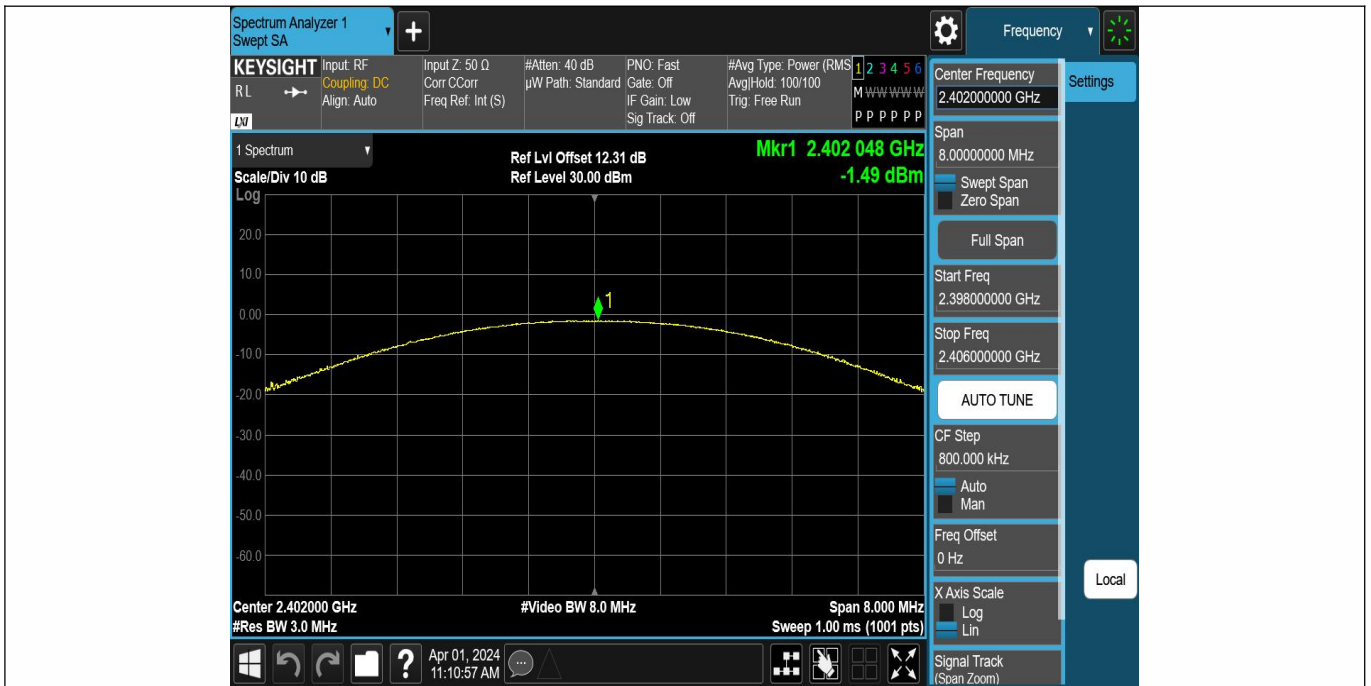 Spectrum Analyzer 1
Swept SA
+
Frequency
KEYSIGHT
RL
LXI
Input: RF
Coupling: DC
Align: Auto
Input Z: 50 Ω
Corr CCorr
Freq Ref: Int (S)
#Atten: 40 dB
µW Path: Standard
PNO: Fast
Gate: Off
IF Gain: Low
Sig Track: Off
#Avg Type: Power (RMS
Avg|Hold: 100/100
Trig: Free Run
1 2 3 4 5 6
M W W W W W
P P P P P P
1 Spectrum
Scale/Div 10 dB
Ref Lvl Offset 12.31 dB
Ref Level 30.00 dBm
Mkr1 2.402 048 GHz
-1.49 dBm
Log
20.0
10.0
0.00
-10.0
-20.0
-30.0
-40.0
-50.0
-60.0
1
Center 2.402000 GHz
#Res BW 3.0 MHz
#Video BW 8.0 MHz
Span 8.000 MHz
Sweep 1.00 ms (1001 pts)
?
Apr 01, 2024
11:10:57 AM
Center Frequency
2.402000000 GHz
Settings
Span
8.00000000 MHz
Swept Span
Zero Span
Full Span
Start Freq
2.398000000 GHz
Stop Freq
2.406000000 GHz
AUTO TUNE
CF Step
800.000 kHz
Auto
Man
Freq Offset
0 Hz
Local
X Axis Scale
Log
Lin
Signal Track
(Span Zoom)